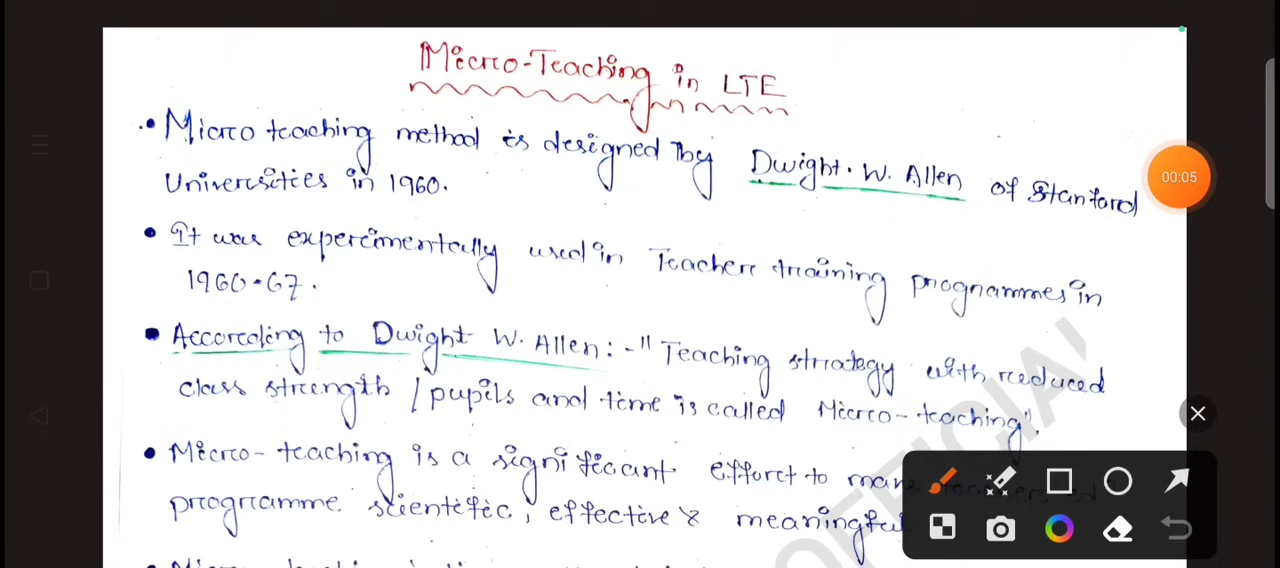 Micro-Teaching in LTE
• Micro teaching method is designed by Dwight. W. Allen of Stanford
Universities in 1960.
00:05
• It was experimentally used in Teacher training programmes in
1966-67.
• According to Dwight W. Allen :- "Teaching strategy with reduced
class strength / pupils and time is called Micro-teaching".
• Micro-teaching is a significant effort to make
programme scientific, effective & meaningful
OFFICIAL